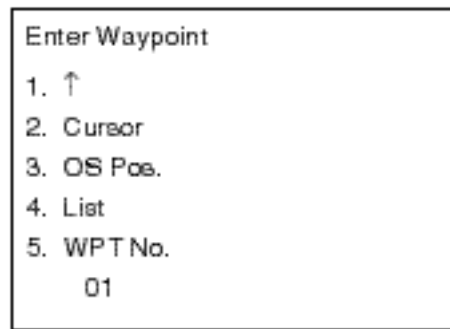 Enter Waypoint
1. ↑
2. Cursor
3. OS Pos.
4. List
5. WPT No.
01